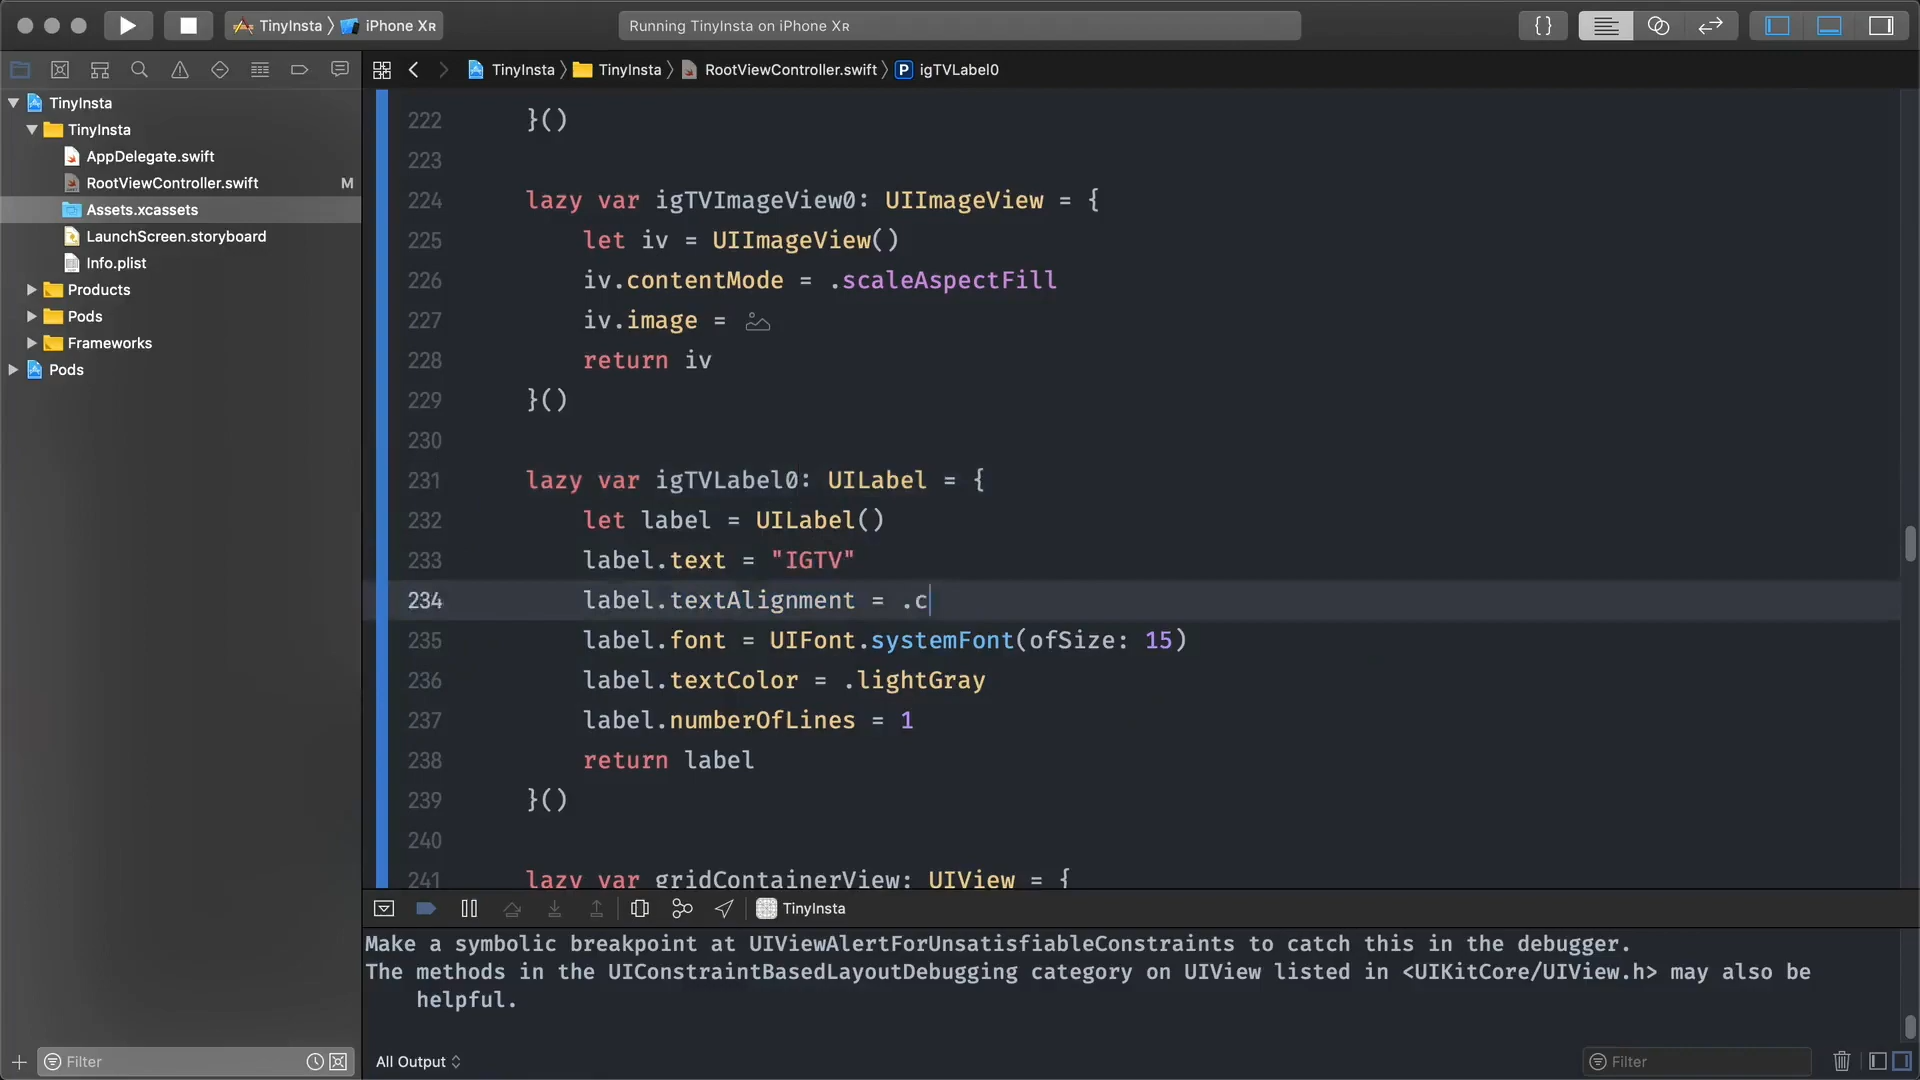 TinyInsta iPhone XR
Running TinyInsta on iPhone XR
{}
TinyInsta
TinyInsta
AppDelegate.swift
RootViewController.swift M
Assets.xcassets
LaunchScreen.storyboard
Info.plist
Products
Pods
Frameworks
Pods
TinyInsta TinyInsta RootViewController.swift P igTVLabel0
222 }()
223
224 lazy var igTVImageView0: UIImageView = {
225 let iv = UIImageView()
226 iv.contentMode = .scaleAspectFill
227 iv.image =
228 return iv
229 }()
230
231 lazy var igTVLabel0: UILabel = {
232 let label = UILabel()
233 label.text = "IGTV"
234 label.textAlignment = .c
235 label.font = UIFont.systemFont(ofSize: 15)
236 label.textColor = .lightGray
237 label.numberOfLines = 1
238 return label
239 }()
240
241 lazy var gridContainerView: UIView = {
TinyInsta
Make a symbolic breakpoint at UIViewAlertForUnsatisfiableConstraints to catch this in the debugger.
The methods in the UIConstraintBasedLayoutDebugging category on UIView listed in <UIKitCore/UIView.h> may also be
helpful.
Filter
All Output
Filter